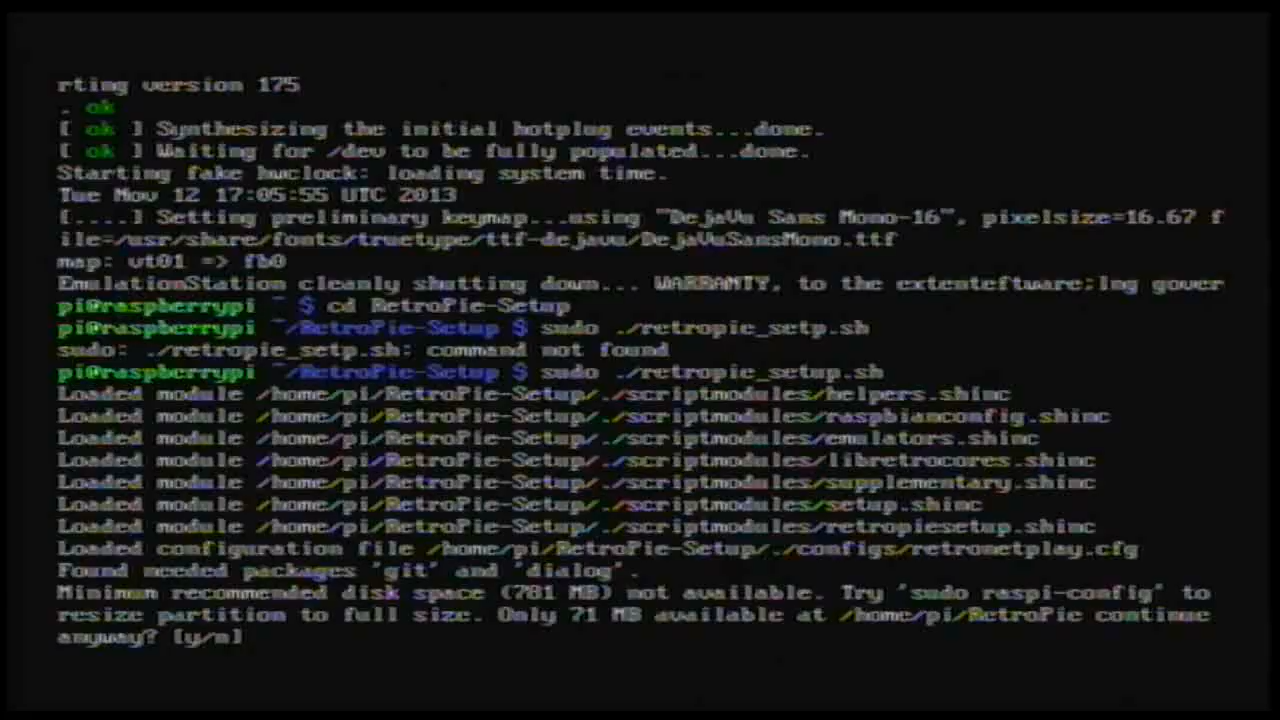 rting version 175
. ok
[ ok ] Synthesizing the initial hotplug events...done.
[ ok ] Waiting for /dev to be fully populated...done.
Starting fake hwclock: loading system time.
Tue Nov 12 17:05:55 UTC 2013
[....] Setting preliminary keymap...using "DejaVu Sans Mono-16", pixelsize=16.67 f
ile=/usr/share/fonts/truetype/ttf-dejavu/DejaVuSansMono.ttf
map: vt01 => fb0
EmulationStation cleanly shutting down... WARRANTY, to the extenteftware;lng gover
pi@raspberrypi ~ $ cd RetroPie-Setup
pi@raspberrypi ~/RetroPie-Setup $ sudo ./retropie_setp.sh
sudo: ./retropie_setp.sh: command not found
pi@raspberrypi ~/RetroPie-Setup $ sudo ./retropie_setup.sh
Loaded module /home/pi/RetroPie-Setup/./scriptmodules/helpers.shinc
Loaded module /home/pi/RetroPie-Setup/./scriptmodules/raspbianconfig.shinc
Loaded module /home/pi/RetroPie-Setup/./scriptmodules/emulators.shinc
Loaded module /home/pi/RetroPie-Setup/./scriptmodules/libretrocores.shinc
Loaded module /home/pi/RetroPie-Setup/./scriptmodules/supplementary.shinc
Loaded module /home/pi/RetroPie-Setup/./scriptmodules/setup.shinc
Loaded module /home/pi/RetroPie-Setup/./scriptmodules/retropiesetup.shinc
Loaded configuration file /home/pi/RetroPie-Setup/./configs/retronetplay.cfg
Found needed packages 'git' and 'dialog'.
Minimum recommended disk space (781 MB) not available. Try 'sudo raspi-config' to
resize partition to full size. Only 71 MB available at /home/pi/RetroPie continue
anyway? [y/n]